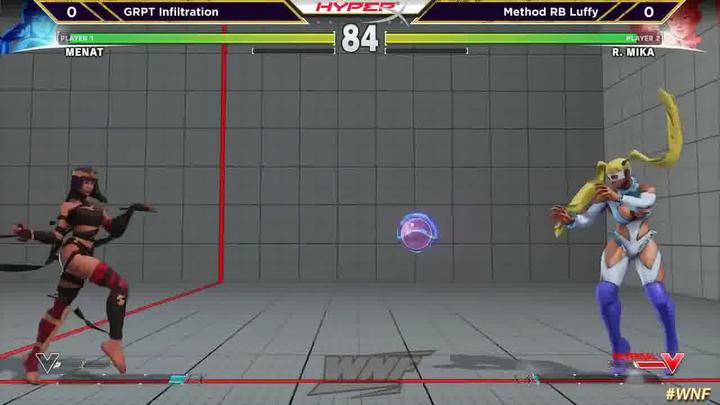 0 GRPT Infiltration HYPER Method RB Luffy 0
PLAYER 1 84 PLAYER 2
MENAT R. MIKA
WNF
#WNF